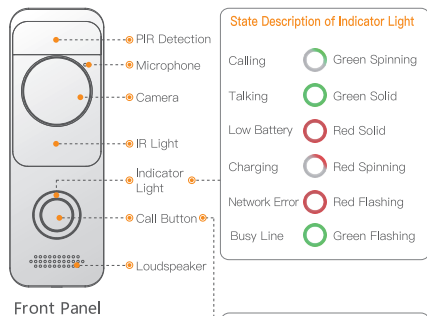 PIR Detection
Microphone
Camera
IR Light
Indicator
Light
Call Button
Loudspeaker
Front Panel
State Description of Indicator Light
Calling Green Spinning
Talking Green Solid
Low Battery Red Solid
Charging Red Spinning
Network Error Red Flashing
Busy Line Green Flashing